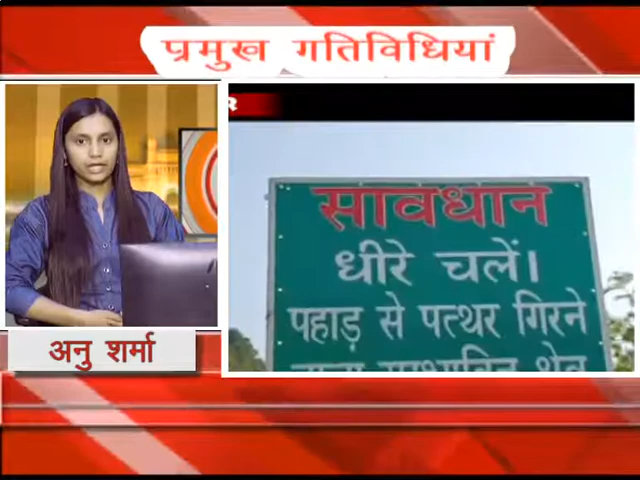 प्रमुख गतिविधियां
R
सावधान
धीरे चलें।
पहाड़ से पत्थर गिरने
क्षेत्र
अनु शर्मा